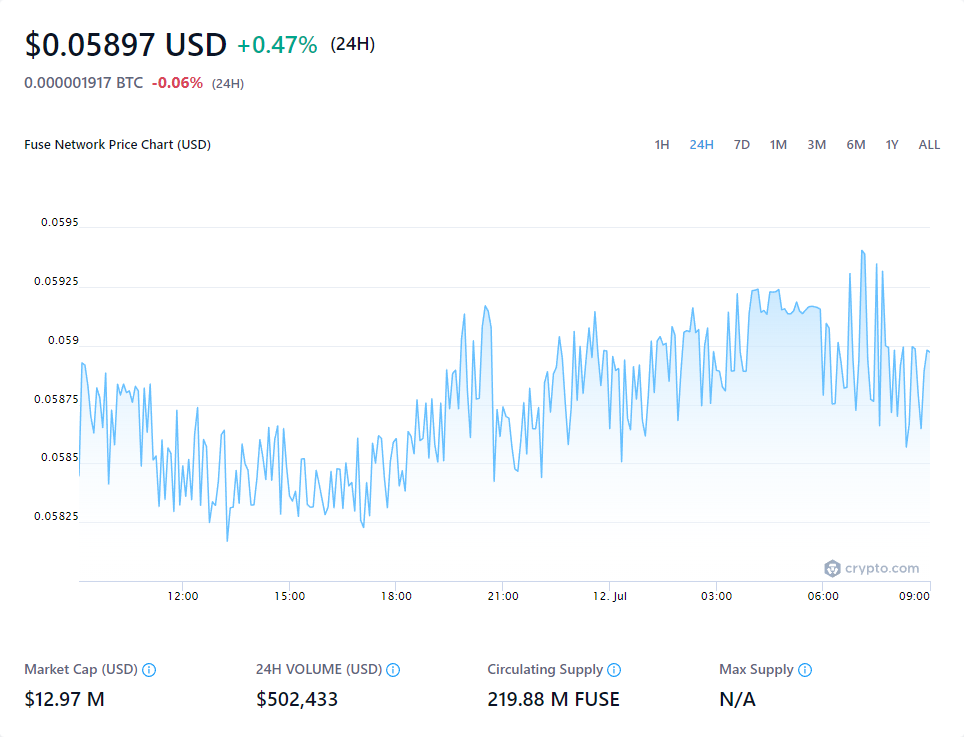 $0.05897 USD +0.47% (24H)
0.000001917 BTC -0.06% (24H)
Fuse Network Price Chart (USD) 1H 24H 7D 1M 3M 6M 1Y ALL
0.0595
0.05925
0.059
0.05875
0.0585
0.05825
crypto.com
12:00 15:00 18:00 21:00 12. Jul 03:00 06:00 09:00
Market Cap (USD) 24H VOLUME (USD) Circulating Supply Max Supply
$12.97 M $502,433 219.88 M FUSE N/A